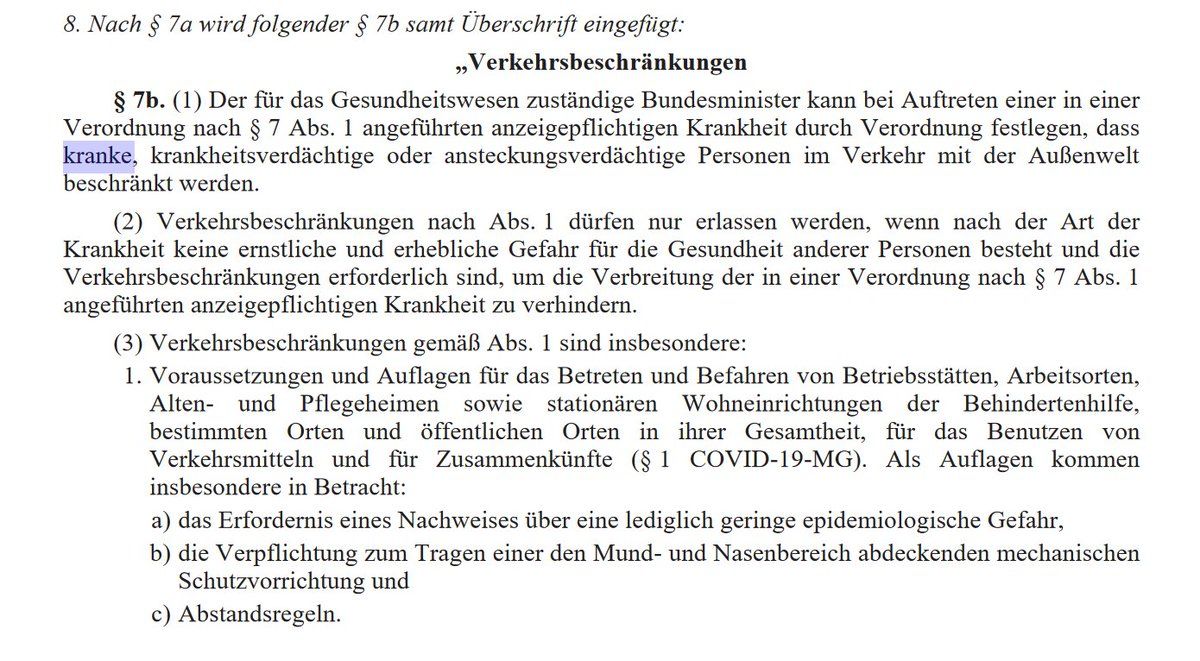 8. Nach § 7a wird folgender § 7b samt Überschrift eingefügt:
„Verkehrsbeschränkungen
§ 7b. (1) Der für das Gesundheitswesen zuständige Bundesminister kann bei Auftreten einer in einer
Verordnung nach § 7 Abs. 1 angeführten anzeigepflichtigen Krankheit durch Verordnung festlegen, dass
kranke, krankheitsverdächtige oder ansteckungsverdächtige Personen im Verkehr mit der Außenwelt
beschränkt werden.
(2) Verkehrsbeschränkungen nach Abs. 1 dürfen nur erlassen werden, wenn nach der Art der
Krankheit keine ernstliche und erhebliche Gefahr für die Gesundheit anderer Personen besteht und die
Verkehrsbeschränkungen erforderlich sind, um die Verbreitung der in einer Verordnung nach § 7 Abs. 1
angeführten anzeigepflichtigen Krankheit zu verhindern.
(3) Verkehrsbeschränkungen gemäß Abs. 1 sind insbesondere:
1. Voraussetzungen und Auflagen für das Betreten und Befahren von Betriebsstätten, Arbeitsorten,
Alten- und Pflegeheimen sowie stationären Wohneinrichtungen der Behindertenhilfe,
bestimmten Orten und öffentlichen Orten in ihrer Gesamtheit, für das Benutzen von
Verkehrsmitteln und für Zusammenkünfte (§ 1 COVID-19-MG). Als Auflagen kommen
insbesondere in Betracht:
a) das Erfordernis eines Nachweises über eine lediglich geringe epidemiologische Gefahr,
b) die Verpflichtung zum Tragen einer den Mund- und Nasenbereich abdeckenden mechanischen
Schutzvorrichtung und
c) Abstandsregeln.